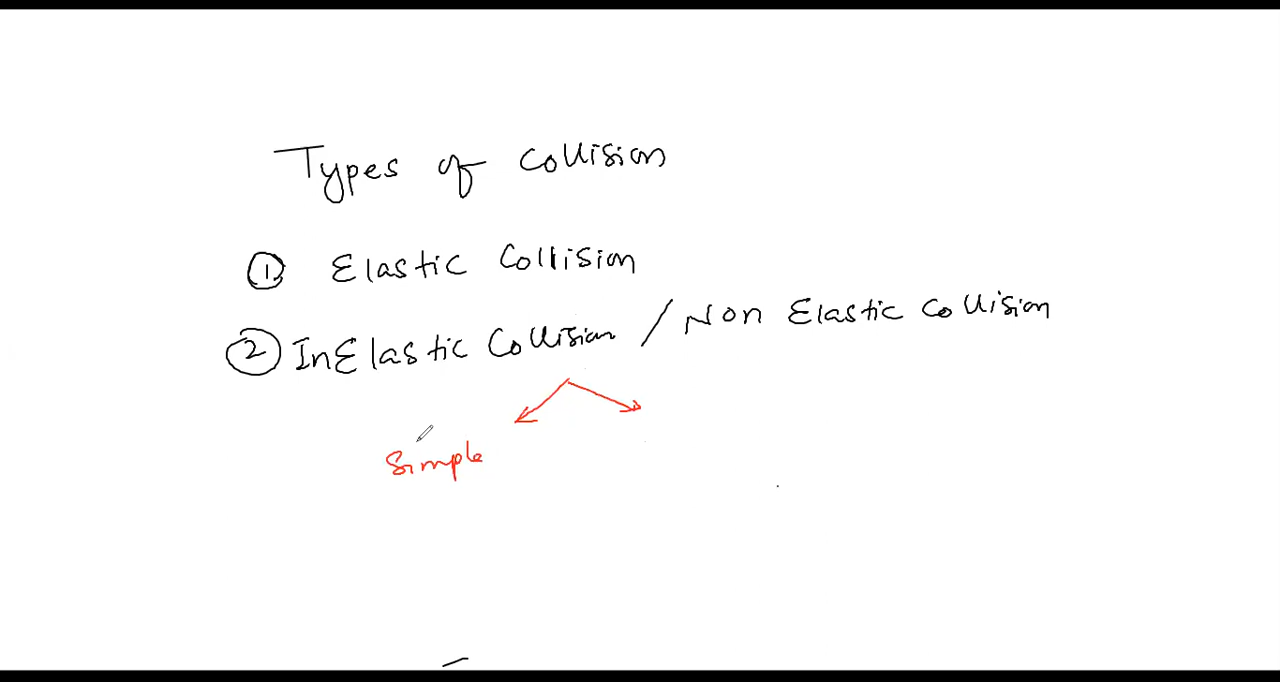 Types of Collision
① Elastic Collision
② InElastic Collision / Non Elastic Collision
Simple